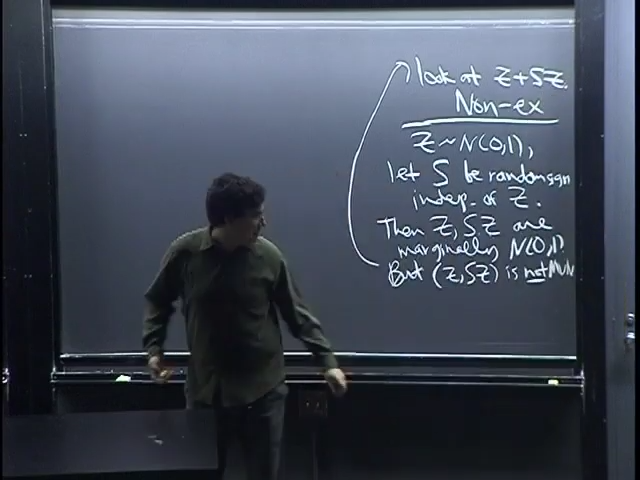 look at Z+SZ.
Non-ex
Z~N(0,1),
let S be random sgn
indep. of Z.
Then Z, SZ are
marginally N(0,1).
But (Z,SZ) is not MVN